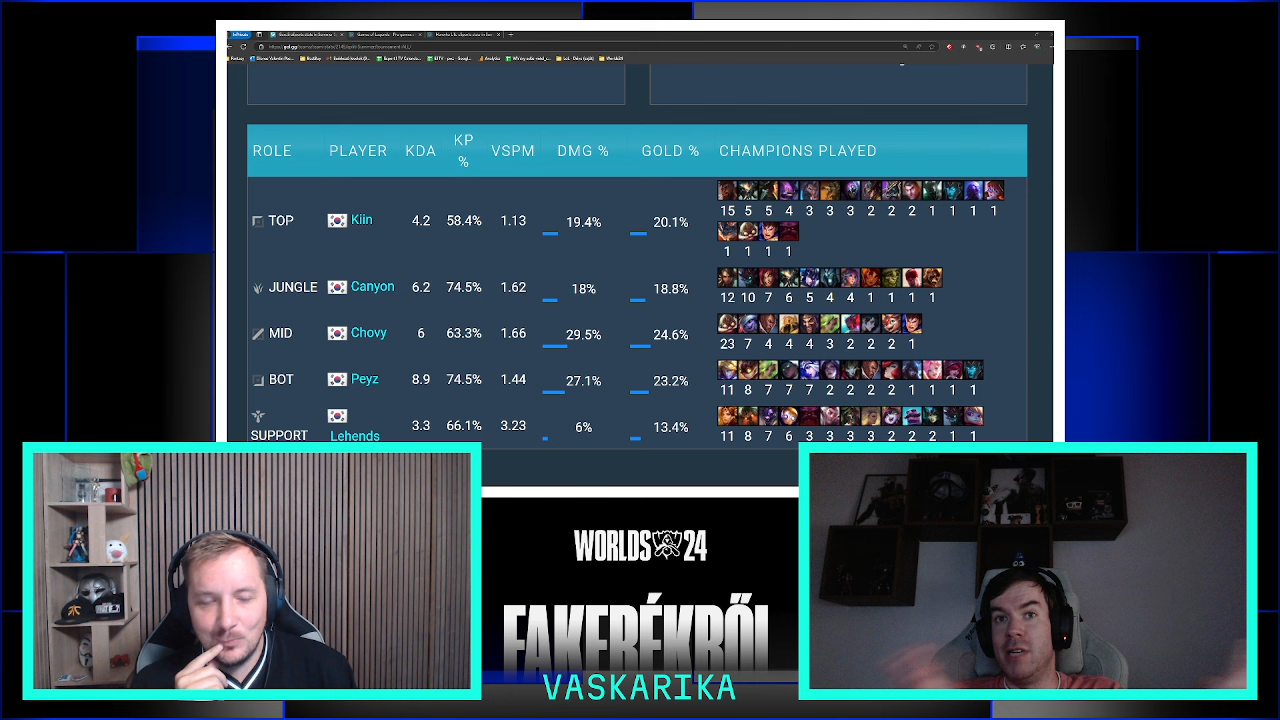 ROLE PLAYER KDA KP % VSPM DMG % GOLD % CHAMPIONS PLAYED
TOP Kiin 4.2 58.4% 1.13 19.4% 20.1%
15 5 5 4 3 3 3 2 2 2 1 1 1 1
1 1 1 1
JUNGLE Canyon 6.2 74.5% 1.62 18% 18.8%
12 10 7 6 5 4 4 1 1 1 1
MID Chovy 6 63.3% 1.66 29.5% 24.6%
23 7 4 4 4 3 2 2 2 1
BOT Peyz 8.9 74.5% 1.44 27.1% 23.2%
11 8 7 7 7 2 2 2 2 1 1 1 1
SUPPORT Lehends 3.3 66.1% 3.23 6% 13.4%
11 8 7 6 3 3 3 3 2 2 2 1 1
WORLDS 24
FAKERÉKRŐL
VASKARIKA